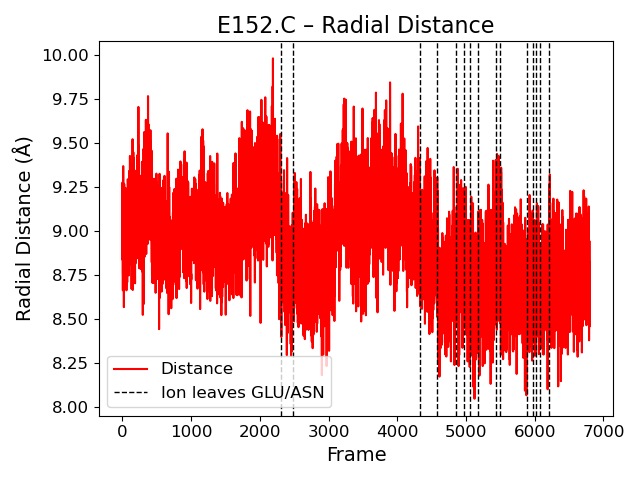 E152.C – Radial Distance
10.00
9.75
9.50
9.25
9.00
8.75
8.50
8.25
8.00
Radial Distance (Å)
Distance
Ion leaves GLU/ASN
0 1000 2000 3000 4000 5000 6000 7000
Frame